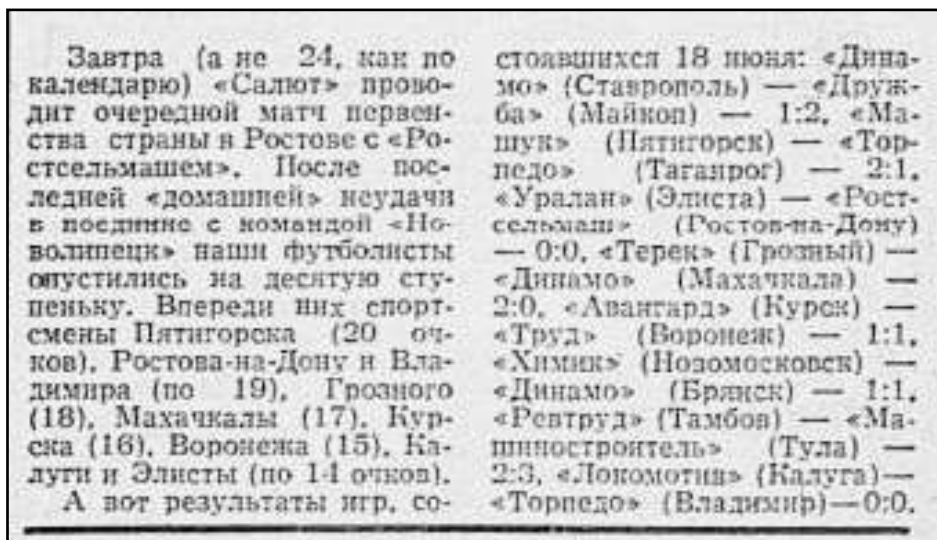 Завтра (а не 24, как по
календарю) «Салют» прово-
дит очередной матч первен-
ства страны в Ростове с «Ро-
стсельмашем». После пос-
ледней «домашней» неудачи
в поединке с командой «Но-
волипецк» наши футболисты
опустились на десятую сту-
пеньку. Впереди них спорт-
смены Пятигорска (20 оч-
ков), Ростова-на-Дону и Вла-
димира (по 19), Грозного
(18), Махачкалы (17), Кур-
ска (16), Воронежа (15), Ка-
луги и Элисты (по 14 очков).
А вот результаты игр, со-
стоявшихся 18 июня: «Дина-
мо» (Ставрополь) — «Друж-
ба» (Майкоп) — 1:2, «Ма-
шук» (Пятигорск) — «Тор-
педо» (Таганрог) — 2:1,
«Уралан» (Элиста) — «Рост-
сельмаш» (Ростов-на-Дону)
— 0:0, «Терек» (Грозный) —
«Динамо» (Махачкала) —
2:0, «Авангард» (Курск) —
«Труд» (Воронеж) — 1:1,
«Химик» (Новомосковск) —
«Динамо» (Брянск) — 1:1,
«Ревтруд» (Тамбов) — «Ма-
шиностроитель» (Тула) —
2:3, «Локомотив» (Калуга) —
«Торпедо» (Владимир) — 0:0.